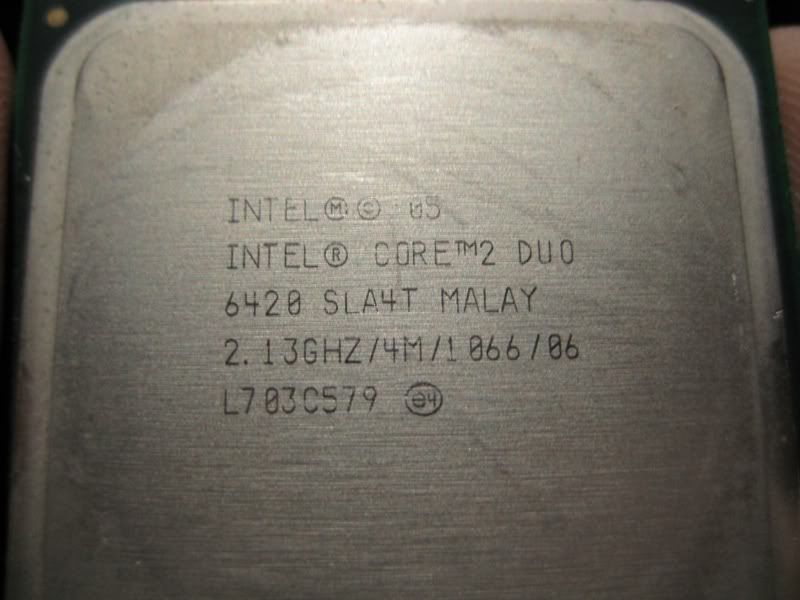 INTEL Ⓜ © 05
INTEL® CORE™2 DUO
6420 SLA4T MALAY
2.13GHZ/4M/1066/06
L703C579 e4